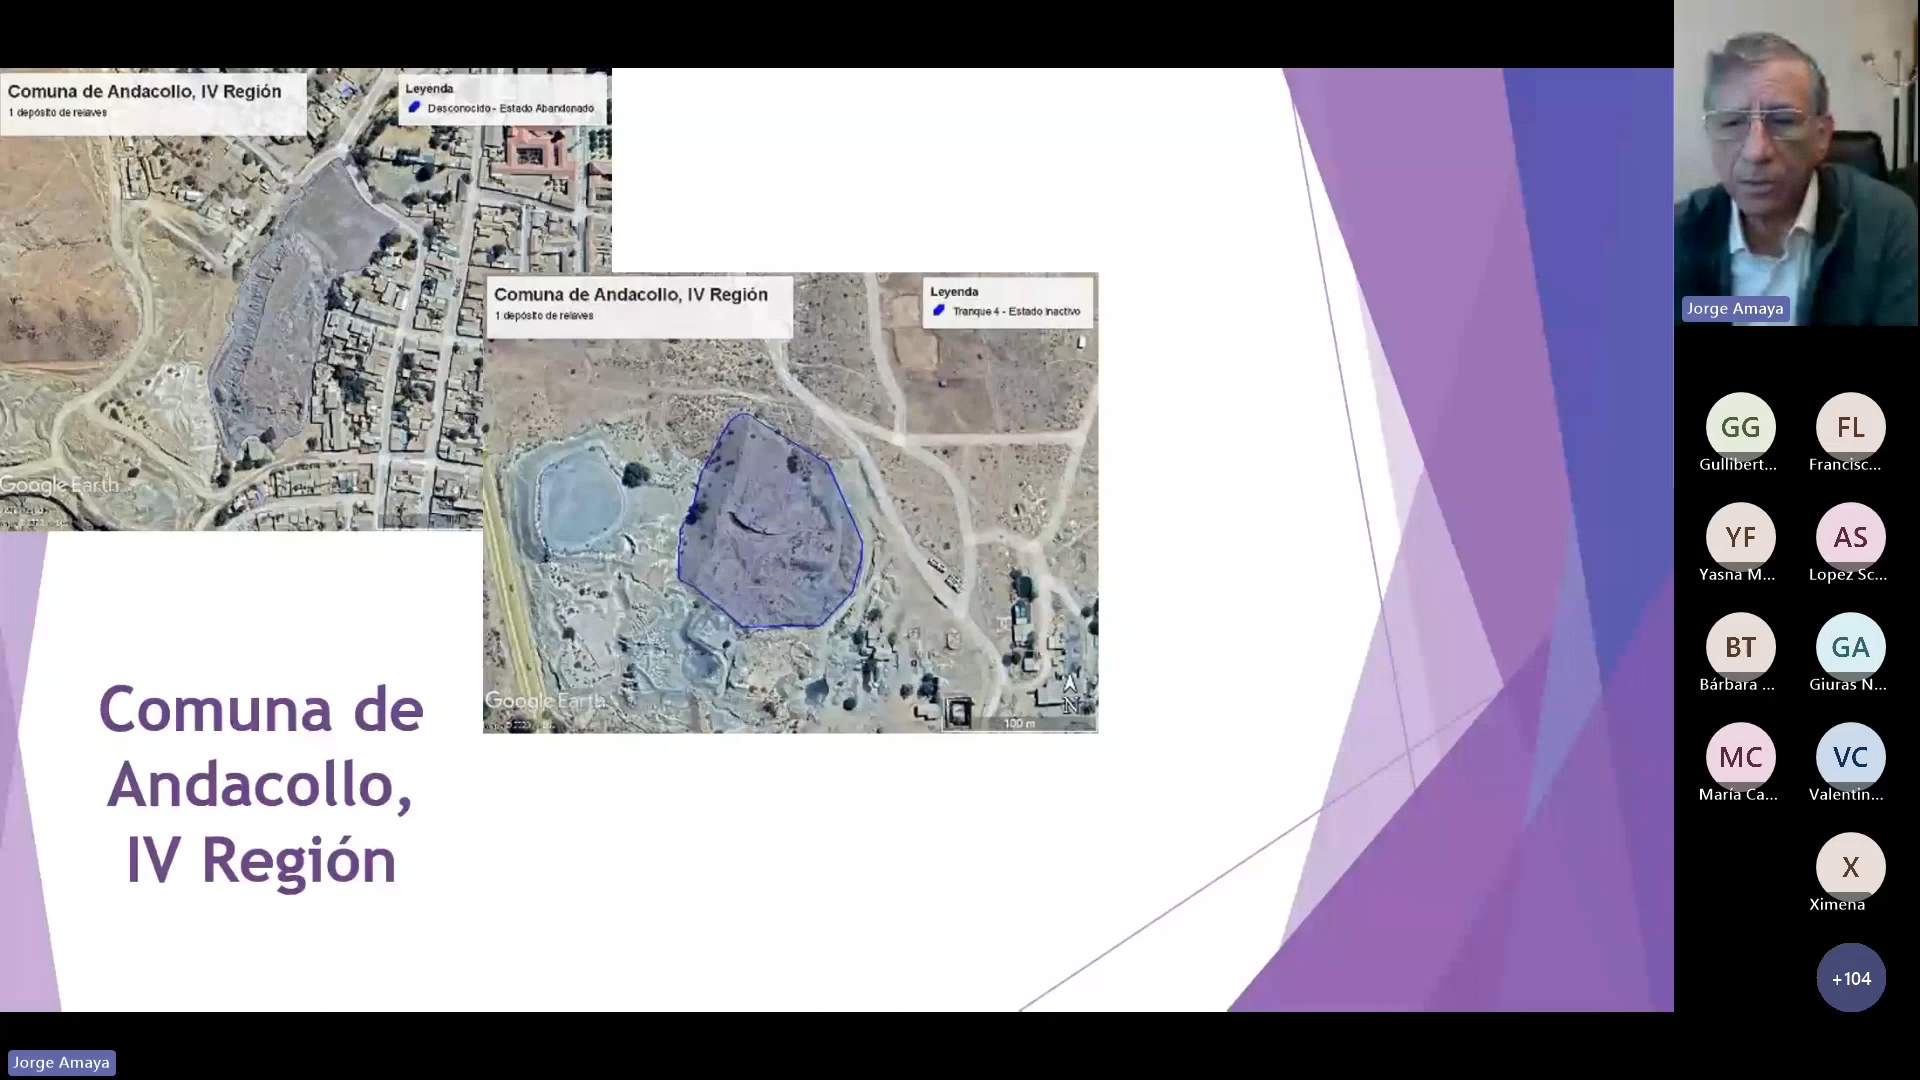 Comuna de Andacollo, IV Región
1 depósito de relaves
Leyenda
Desconocido - Estado Abandonado
Google Earth
Comuna de Andacollo, IV Región
1 depósito de relaves
Leyenda
Tranque 4 - Estado Inactivo
Google Earth
N
100 m
Comuna de
Andacollo,
IV Región
Jorge Amaya
GG
Gullibert...
FL
Francisc...
YF
Yasna M...
AS
Lopez Sc...
BT
Bárbara ...
GA
Giuras N...
MC
María Ca...
VC
Valentin...
X
Ximena
+104
Jorge Amaya